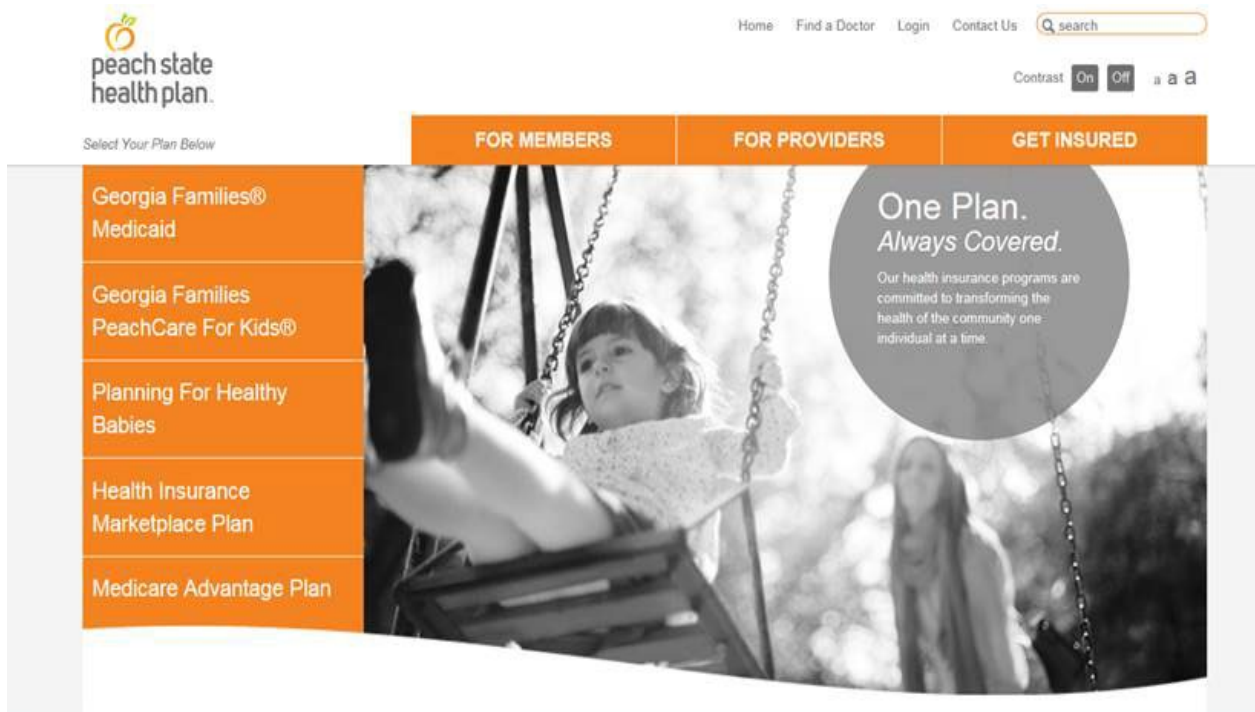 peach state
health plan.
Home Find a Doctor Login Contact Us search
Contrast On Off a a a
Select Your Plan Below
FOR MEMBERS FOR PROVIDERS GET INSURED
Georgia Families®
Medicaid
Georgia Families
PeachCare For Kids®
Planning For Healthy
Babies
Health Insurance
Marketplace Plan
Medicare Advantage Plan
One Plan.
Always Covered.
Our health insurance programs are
committed to transforming the
health of the community one
individual at a time.